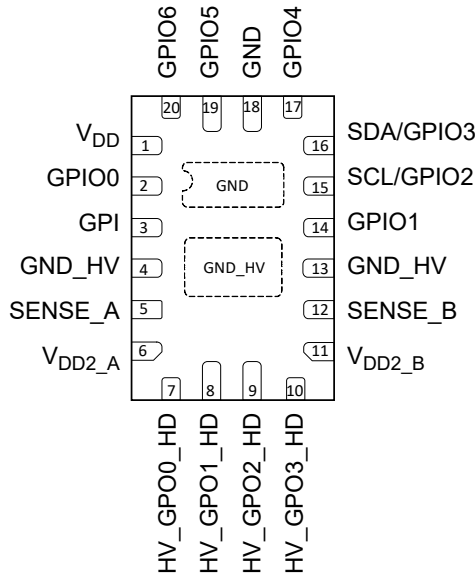 GPIO6 GPIO5 GND GPIO4
20 19 18 17
VDD 1 16 SDA/GPIO3
GPIO0 2 GND 15 SCL/GPIO2
GPI 3 14 GPIO1
GND_HV 4 GND_HV 13 GND_HV
SENSE_A 5 12 SENSE_B
VDD2_A 6 11 VDD2_B
7 8 9 10
HV_GPO0_HD HV_GPO1_HD HV_GPO2_HD HV_GPO3_HD